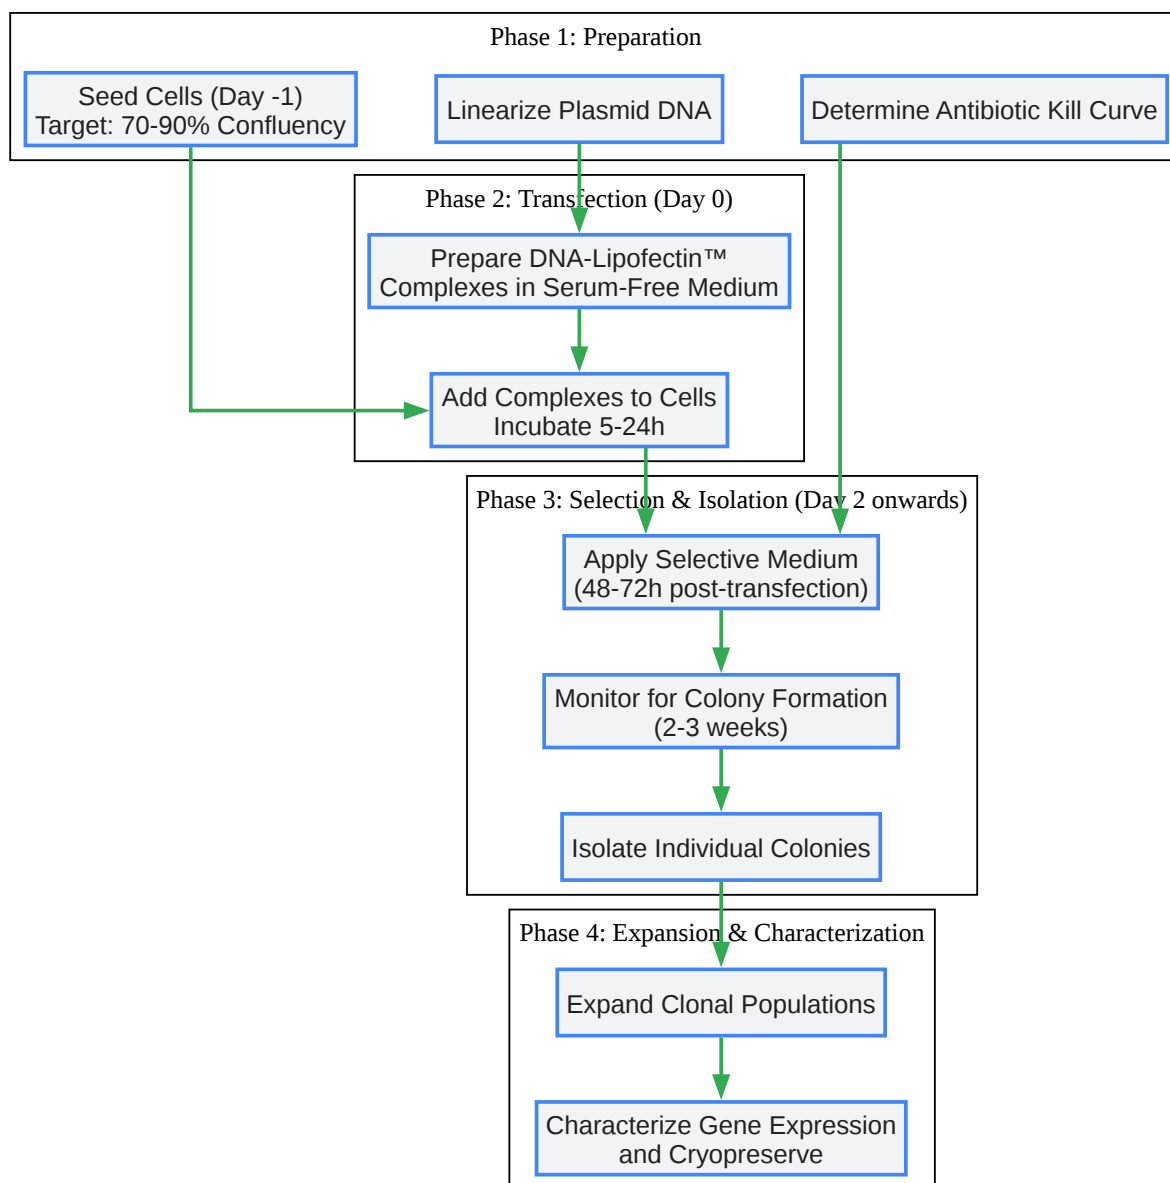 Phase 1: Preparation
Seed Cells (Day -1)
Target: 70-90% Confluency
Linearize Plasmid DNA
Determine Antibiotic Kill Curve
Phase 2: Transfection (Day 0)
Prepare DNA-Lipofectin™
Complexes in Serum-Free Medium
Add Complexes to Cells
Incubate 5-24h
Phase 3: Selection & Isolation (Day 2 onwards)
Apply Selective Medium
(48-72h post-transfection)
Monitor for Colony Formation
(2-3 weeks)
Isolate Individual Colonies
Phase 4: Expansion & Characterization
Expand Clonal Populations
Characterize Gene Expression
and Cryopreserve